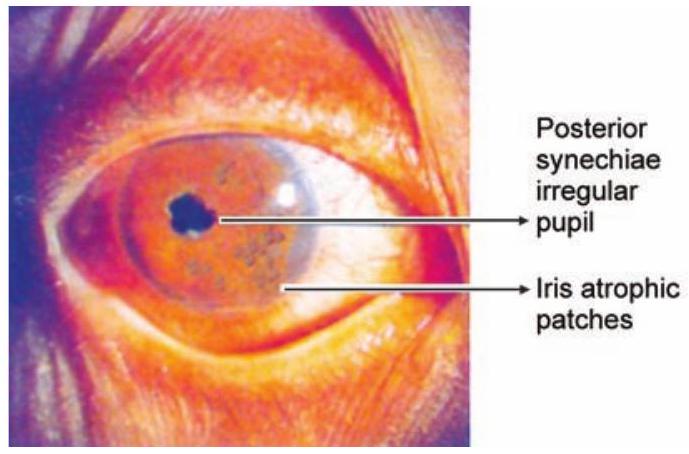 Posterior
synechiae
irregular
pupil
Iris atrophic
patches